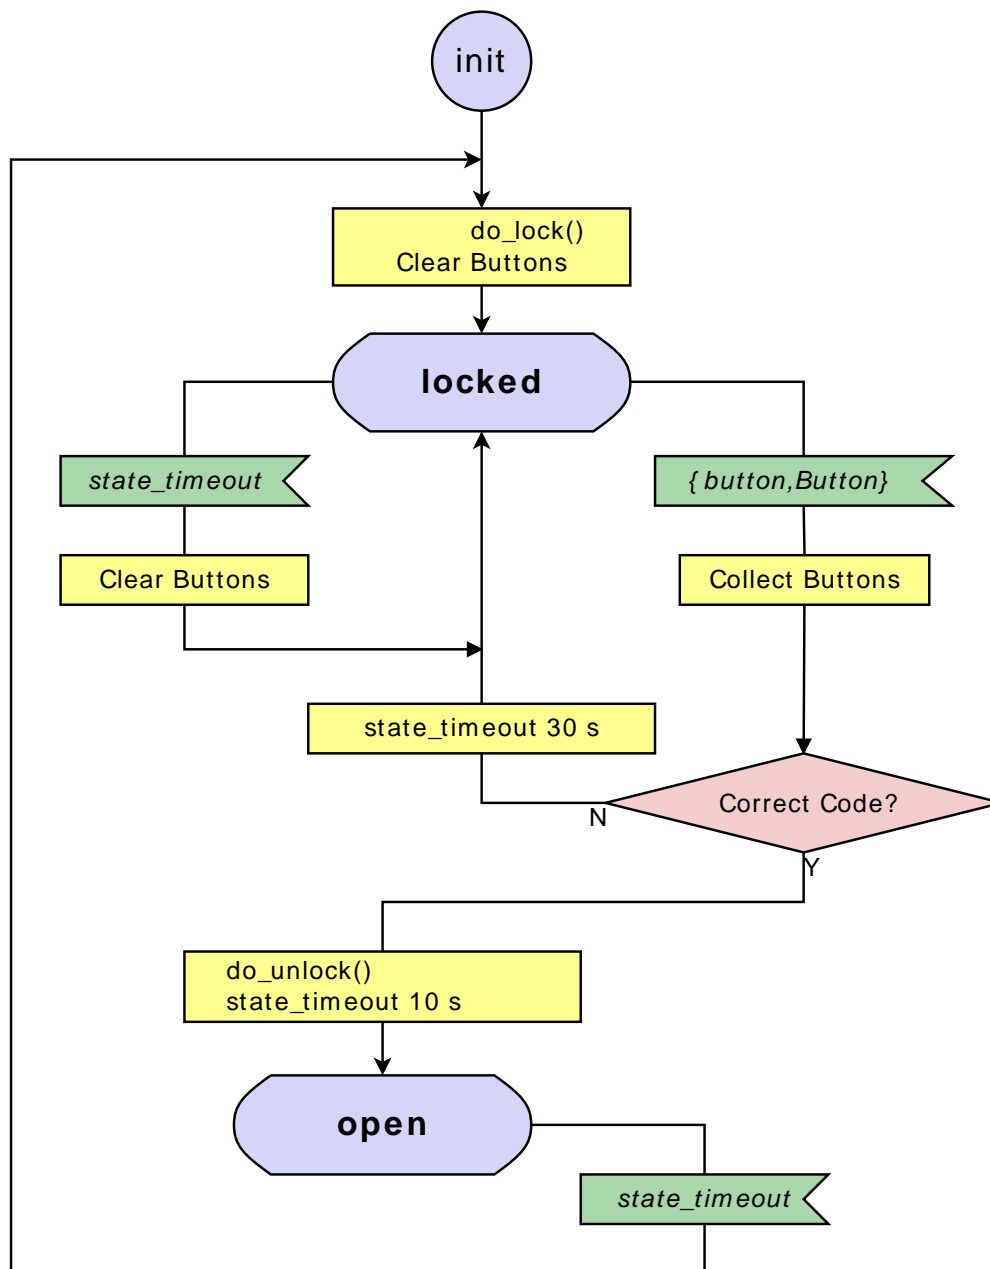 init
do_lock()
Clear Buttons
locked
state_timeout
{ button,Button}
Clear Buttons
Collect Buttons
state_timeout 30 s
Correct Code?
N
Y
do_unlock()
state_timeout 10 s
open
state_timeout